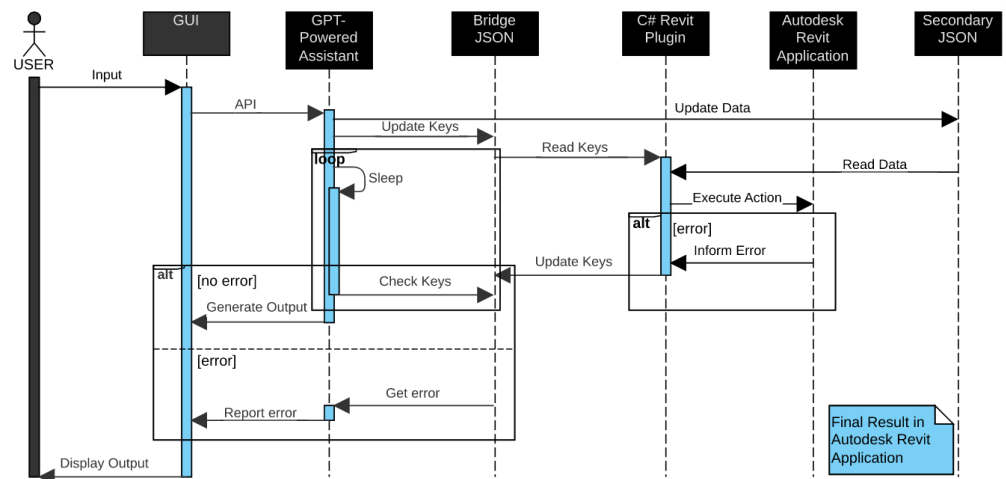 USER
GUI
GPT-
Powered
Assistant
Bridge
JSON
C# Revit
Plugin
Autodesk
Revit
Application
Secondary
JSON
Input
API
Update Data
Update Keys
Read Keys
loop
Read Data
Sleep
Execute Action
alt
[error]
Inform Error
Update Keys
alt
[no error]
Check Keys
Generate Output
[error]
Get error
Report error
Final Result in
Autodesk Revit
Application
Display Output